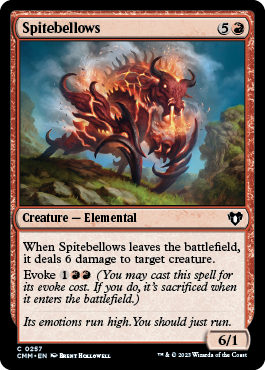 Spitebellows 5
Creature — Elemental
When Spitebellows leaves the battlefield,
it deals 6 damage to target creature.
Evoke 1 (You may cast this spell for
its evoke cost. If you do, it's sacrificed when
it enters the battlefield.)
Its emotions run high. You should just run.
6/1
C 0257
CMM • EN Brent Hollowell
™ & © 2023 Wizards of the Coast